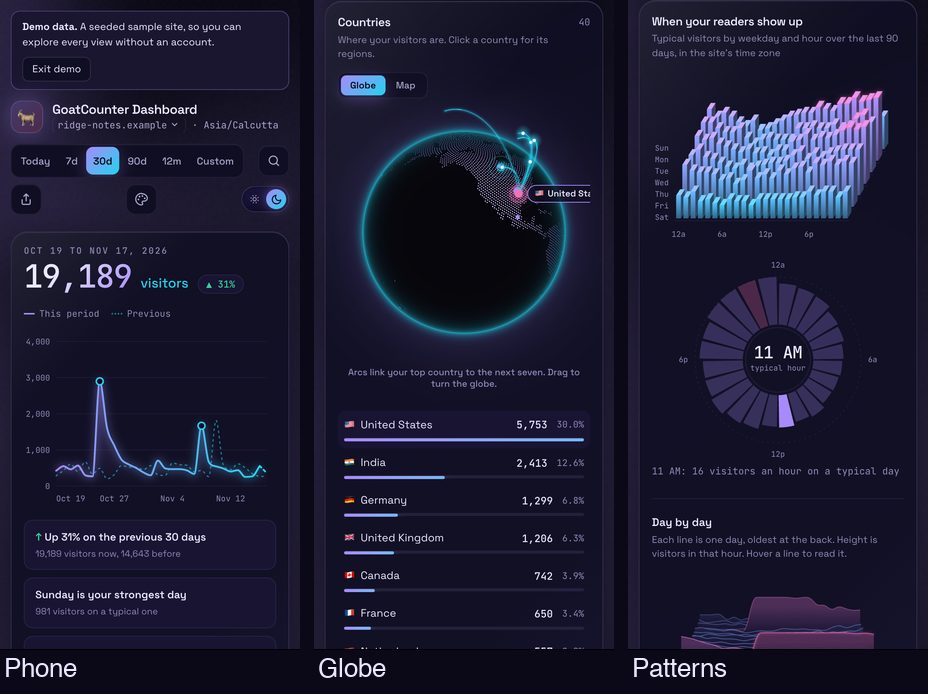 Demo data. A seeded sample site, so you can
explore every view without an account.
Exit demo
GoatCounter Dashboard
ridge-notes.example · Asia/Calcutta
Today 7d 30d 90d 12m Custom
OCT 19 TO NOV 17, 2026
19,189 visitors ▲ 31%
This period Previous
4,000
3,000
2,000
1,000
0
Oct 19 Oct 27 Nov 4 Nov 12
↑ Up 31% on the previous 30 days
19,189 visitors now, 14,643 before
Sunday is your strongest day
981 visitors on a typical one
Phone
Countries 40
Where your visitors are. Click a country for its
regions.
Globe Map
United Sta
Arcs link your top country to the next seven. Drag to
turn the globe.
United States 5,753 30.0%
India 2,413 12.6%
Germany 1,299 6.8%
United Kingdom 1,206 6.3%
Canada 742 3.9%
France 650 3.4%
Globe
When your readers show up
Typical visitors by weekday and hour over the last 90
days, in the site's time zone
Sun
Mon
Tue
Wed
Thu
Fri
Sat
12a 6a 12p 6p
12a
6p 6a
11 AM
typical hour
12p
11 AM: 16 visitors an hour on a typical day
Day by day
Each line is one day, oldest at the back. Height is
visitors in that hour. Hover a line to read it.
Patterns